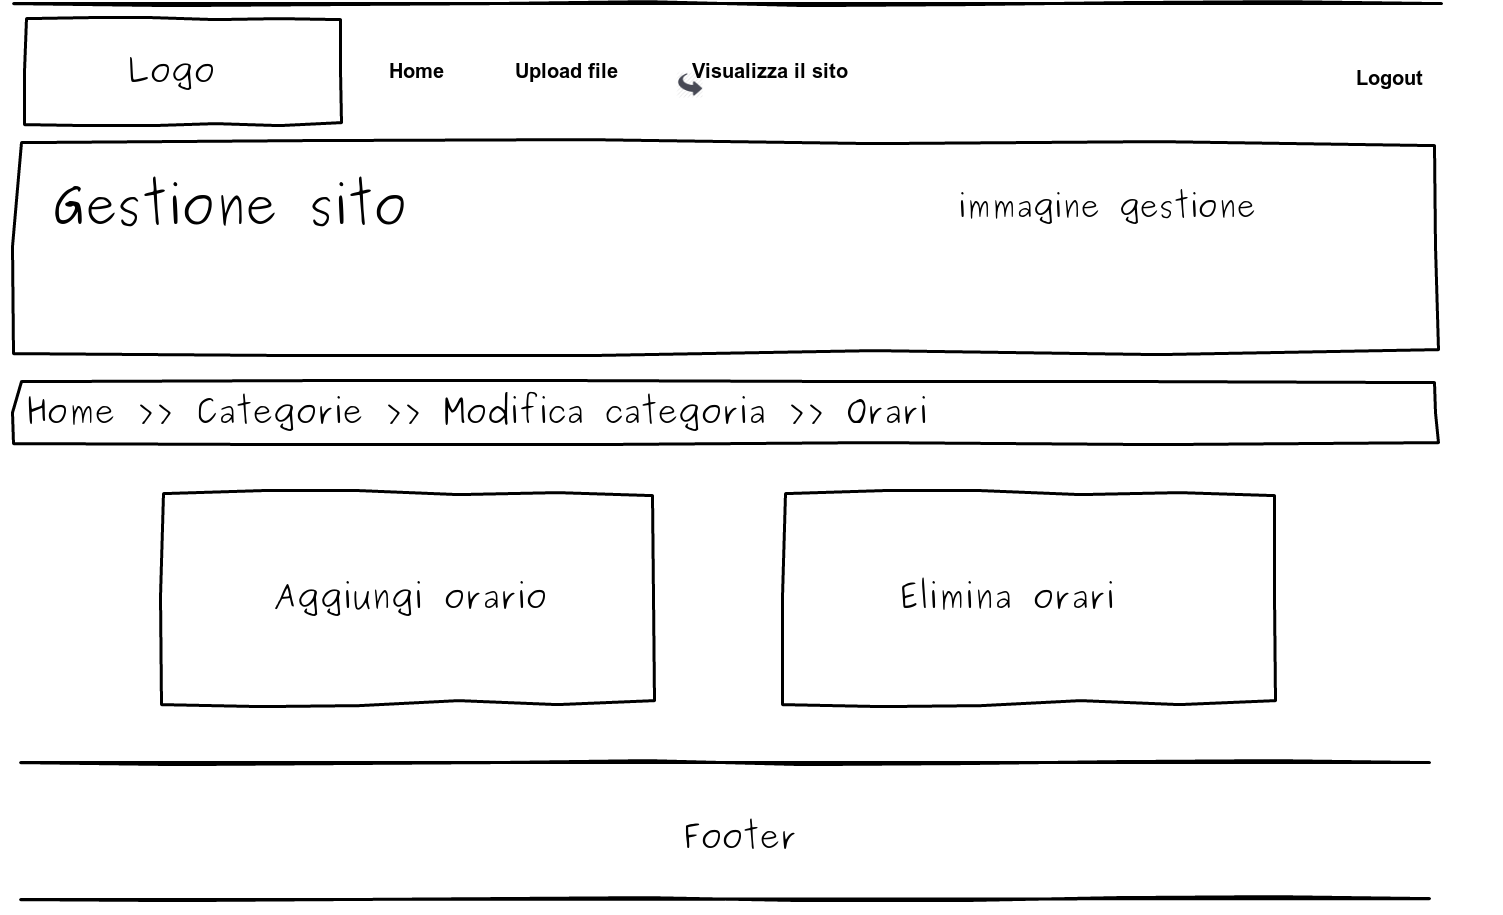 Logo
Home
Upload file
Visualizza il sito
Logout
Gestione sito
immagine gestione
Home >> Categorie >> Modifica categoria >> Orari
Aggiungi orario
Elimina orari
Footer